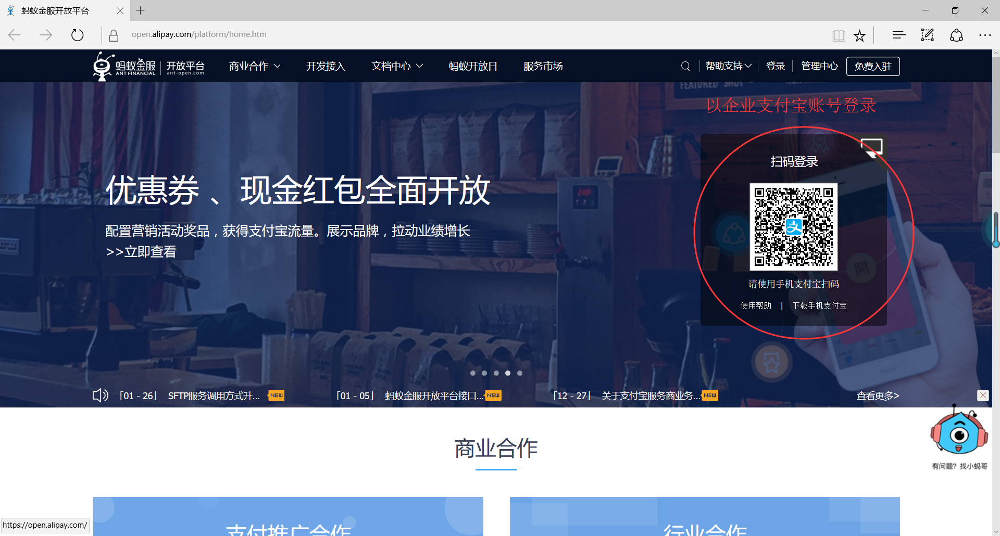 蚂蚁金服开放平台
open.alipay.com/platform/home.htm
蚂蚁金服 ANT FINANCIAL
开放平台 ant-open.com
商业合作
开发接入
文档中心
蚂蚁开放日
服务市场
帮助支持
登录
管理中心
免费入驻
以企业支付宝账号登录
扫码登录
支
请使用手机支付宝扫码
使用帮助 | 下载手机支付宝
VIP
開
优惠券 、现金红包全面开放
配置营销活动奖品，获得支付宝流量。展示品牌，拉动业绩增长
>>立即查看
「01 - 26」 SFTP服务调用方式升... NEW
「01 - 05」 蚂蚁金服开放平台接口... NEW
「12 - 27」 关于支付宝服务商业务... NEW
查看更多>
商业合作
有问题？找小蚂哥
支付推广合作
行业合作
https://open.alipay.com/